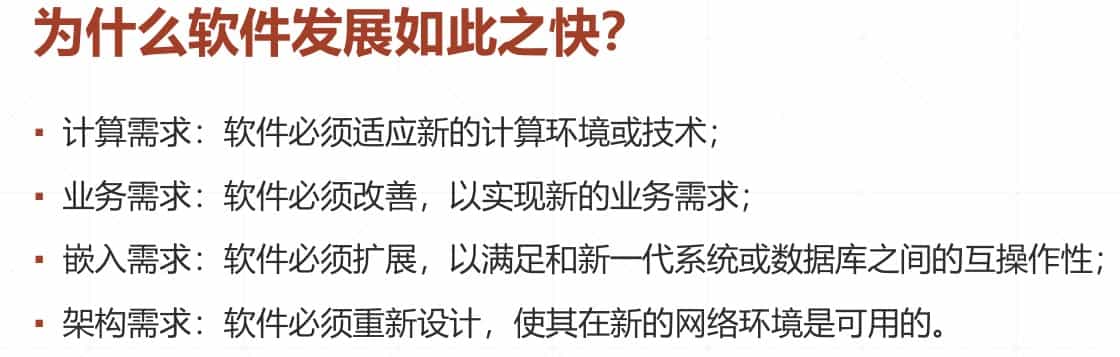 为什么软件发展如此之快？
▪ 计算需求：软件必须适应新的计算环境或技术；
▪ 业务需求：软件必须改善，以实现新的业务需求；
▪ 嵌入需求：软件必须扩展，以满足和新一代系统或数据库之间的互操作性；
▪ 架构需求：软件必须重新设计，使其在新的网络环境是可用的。